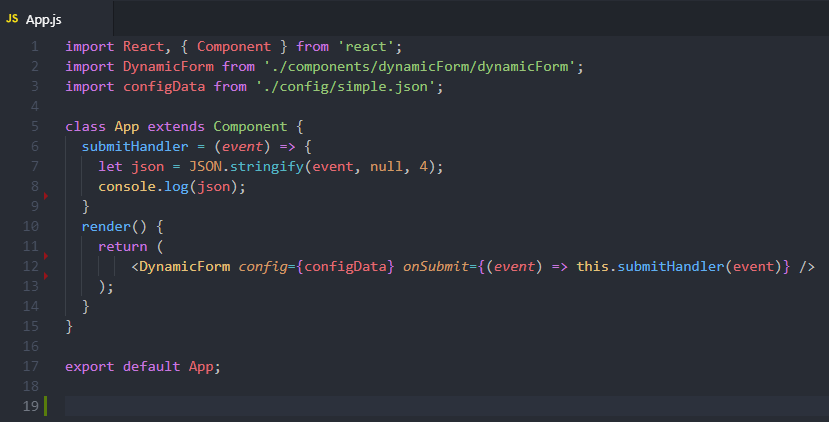 JS App.js
1 import React, { Component } from 'react';
2 import DynamicForm from './components/dynamicForm/dynamicForm';
3 import configData from './config/simple.json';
4
5 class App extends Component {
6 submitHandler = (event) => {
7 let json = JSON.stringify(event, null, 4);
8 console.log(json);
9 }
10 render() {
11 return (
12 <DynamicForm config={configData} onSubmit={(event) => this.submitHandler(event)} />
13 );
14 }
15 }
16
17 export default App;
18
19